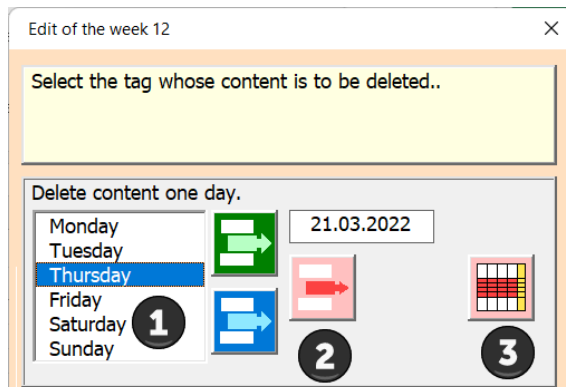 Edit of the week 12
Select the tag whose content is to be deleted..
Delete content one day.
Monday
Tuesday
Thursday
Friday
Saturday
Sunday
21.03.2022
1
2
3